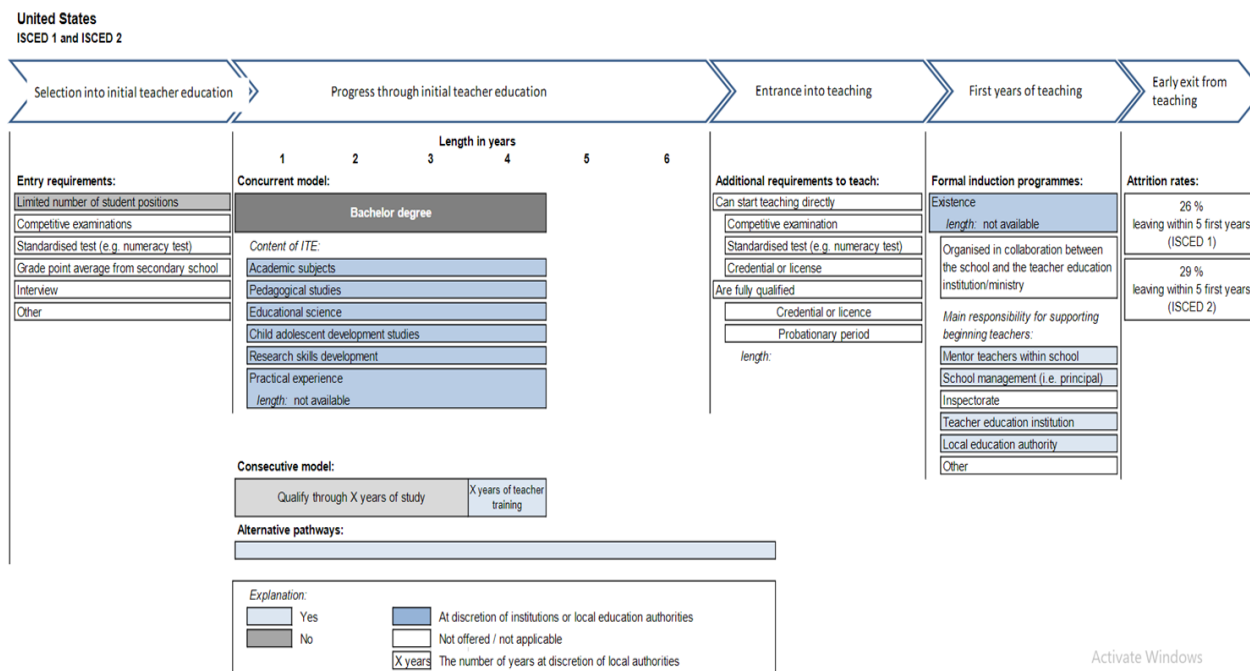 United States
ISCED 1 and ISCED 2
Selection into initial teacher education
Progress through initial teacher education
Entrance into teaching
First years of teaching
Early exit from
teaching
Length in years
1 2 3 4 5 6
Entry requirements:
Limited number of student positions
Competitive examinations
Standardised test (e.g. numeracy test)
Grade point average from secondary school
Interview
Other
Concurrent model:
Bachelor degree
Content of ITE:
Academic subjects
Pedagogical studies
Educational science
Child adolescent development studies
Research skills development
Practical experience
length: not available
Consecutive model:
Qualify through X years of study
X years of teacher
training
Alternative pathways:
Additional requirements to teach:
Can start teaching directly
Competitive examination
Standardised test (e.g. numeracy test)
Credential or license
Are fully qualified
Credential or licence
Probationary period
length:
Formal induction programmes:
Existence
length: not available
Organised in collaboration between
the school and the teacher education
institution/ministry
Main responsibility for supporting
beginning teachers:
Mentor teachers within school
School management (i.e. principal)
Inspectorate
Teacher education institution
Local education authority
Other
Attrition rates:
26 %
leaving within 5 first years
(ISCED 1)
29 %
leaving within 5 first years
(ISCED 2)
Explanation:
Yes
No
At discretion of institutions or local education authorities
Not offered / not applicable
X years The number of years at discretion of local authorities
Activate Windows